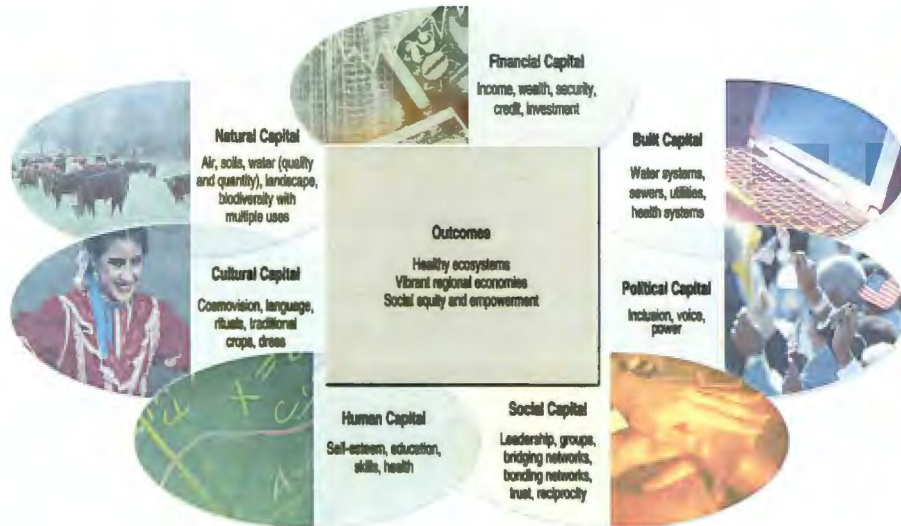 Financial Capital
Income, wealth, security,
credit, investment
Natural Capital
Air, soils, water (quality
and quantity), landscape,
biodiversity with
multiple uses
Built Capital
Water systems,
sewers, utilities,
health systems
Outcomes
Healthy ecosystems
Vibrant regional economies
Social equity and empowerment
Cultural Capital
Cosmovision, language,
rituals, traditional
crops, dress
Political Capital
Inclusion, voice,
power
Human Capital
Self-esteem, education,
skills, health
Social Capital
Leadership, groups,
bridging networks,
bonding networks,
trust, reciprocity